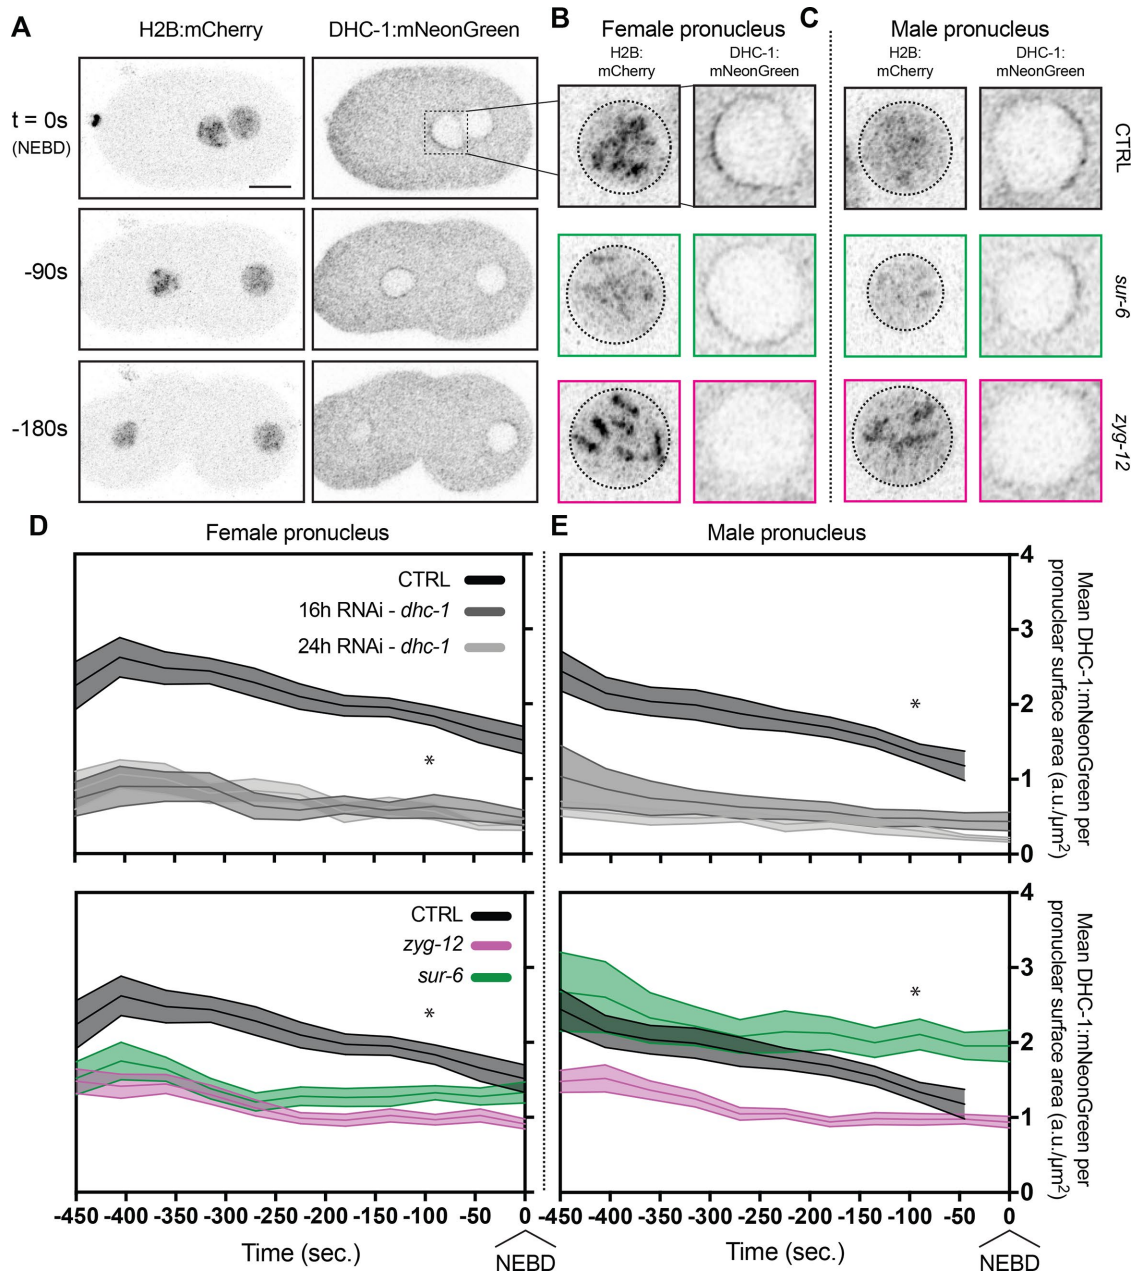 A
H2B:mCherry
DHC-1:mNeonGreen
t = 0s
(NEBD)
-90s
-180s
B
Female pronucleus
H2B:
mCherry
DHC-1:
mNeonGreen
C
Male pronucleus
H2B:
mCherry
DHC-1:
mNeonGreen
CTRL
sur-6
zyg-12
D
Female pronucleus
CTRL
16h RNAi - dhc-1
24h RNAi - dhc-1
*
E
Male pronucleus
*
4
3
2
1
0
Mean DHC-1:mNeonGreen per
pronuclear surface area (a.u./µm²)
CTRL
zyg-12
sur-6
*
-450 -400 -350 -300 -250 -200 -150 -100 -50 0
Time (sec.)
NEBD
*
4
3
2
1
0
Mean DHC-1:mNeonGreen per
pronuclear surface area (a.u./µm²)
-450 -400 -350 -300 -250 -200 -150 -100 -50 0
Time (sec.)
NEBD